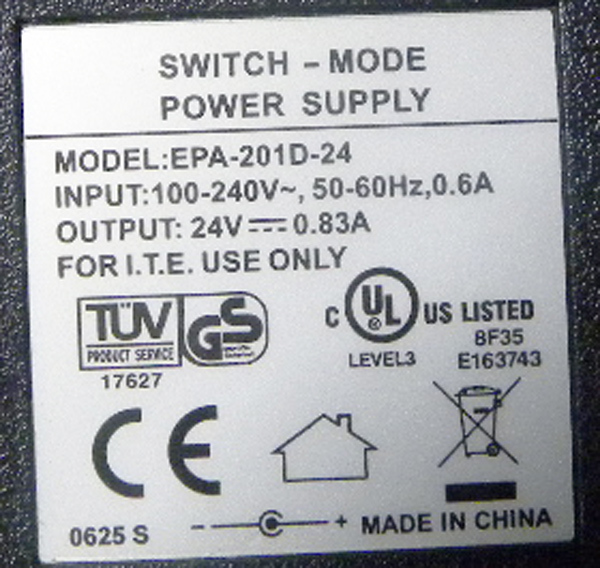 SWITCH - MODE
POWER SUPPLY
MODEL:EPA-201D-24
INPUT:100-240V~, 50-60Hz,0.6A
OUTPUT: 24V⎓0.83A
FOR I.T.E. USE ONLY
TÜV GS
PRODUCT SERVICE
17627
C UL US LISTED
8F35
LEVEL3 E163743
CE
0625 S - + MADE IN CHINA